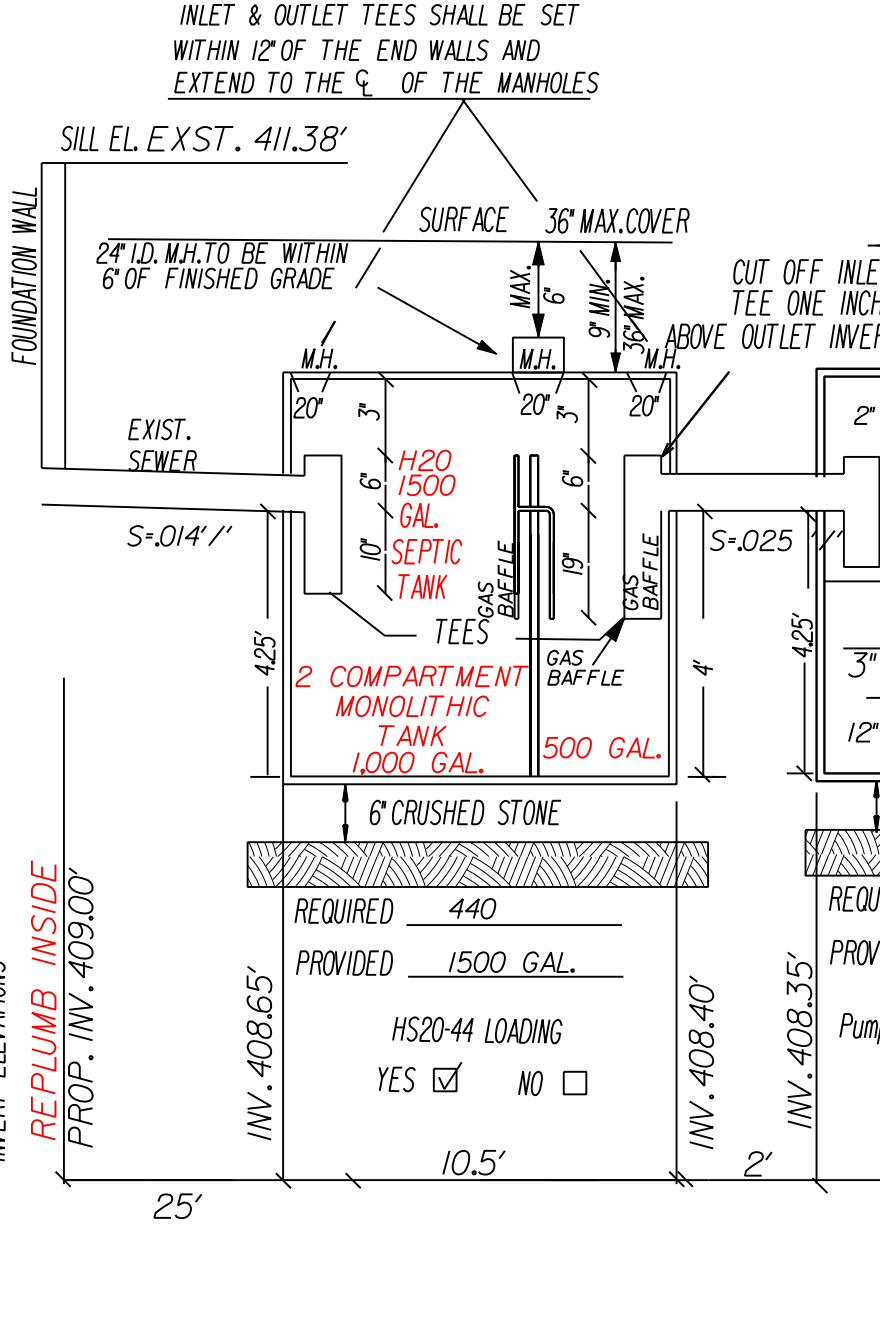 INLET & OUTLET TEES SHALL BE SET
WITHIN 12" OF THE END WALLS AND
EXTEND TO THE ℄ OF THE MANHOLES
SILL EL. EXST. 411.38'
FOUNDATION WALL
SURFACE 36" MAX.COVER
24" I.D. M.H. TO BE WITHIN
6" OF FINISHED GRADE
MAX.
6"
9" MIN.
36" MAX.
CUT OFF INLE
TEE ONE INCH
ABOVE OUTLET INVER
M.H.
M.H.
M.H.
20"
20"
20"
3"
3"
2"
EXIST.
SEWER
6"
6"
H20
1500
GAL.
SEPTIC
TANK
10"
19"
GAS
BAFFLE
GAS
BAFFLE
S=.014'/'
S=.025 '/'
TEES
GAS
BAFFLE
4.25'
4'
4.25'
3"
12"
2 COMPARTMENT
MONOLITHIC
TANK
1,000 GAL.
500 GAL.
6" CRUSHED STONE
REQUIRED 440
PROVIDED 1500 GAL.
HS20-44 LOADING
YES ☑ NO ☐
REQU
PROV
Pump
REPLUMB INSIDE
PROP. INV. 409.00'
INV. 408.65'
INV. 408.40'
INV. 408.35'
25'
10.5'
2'